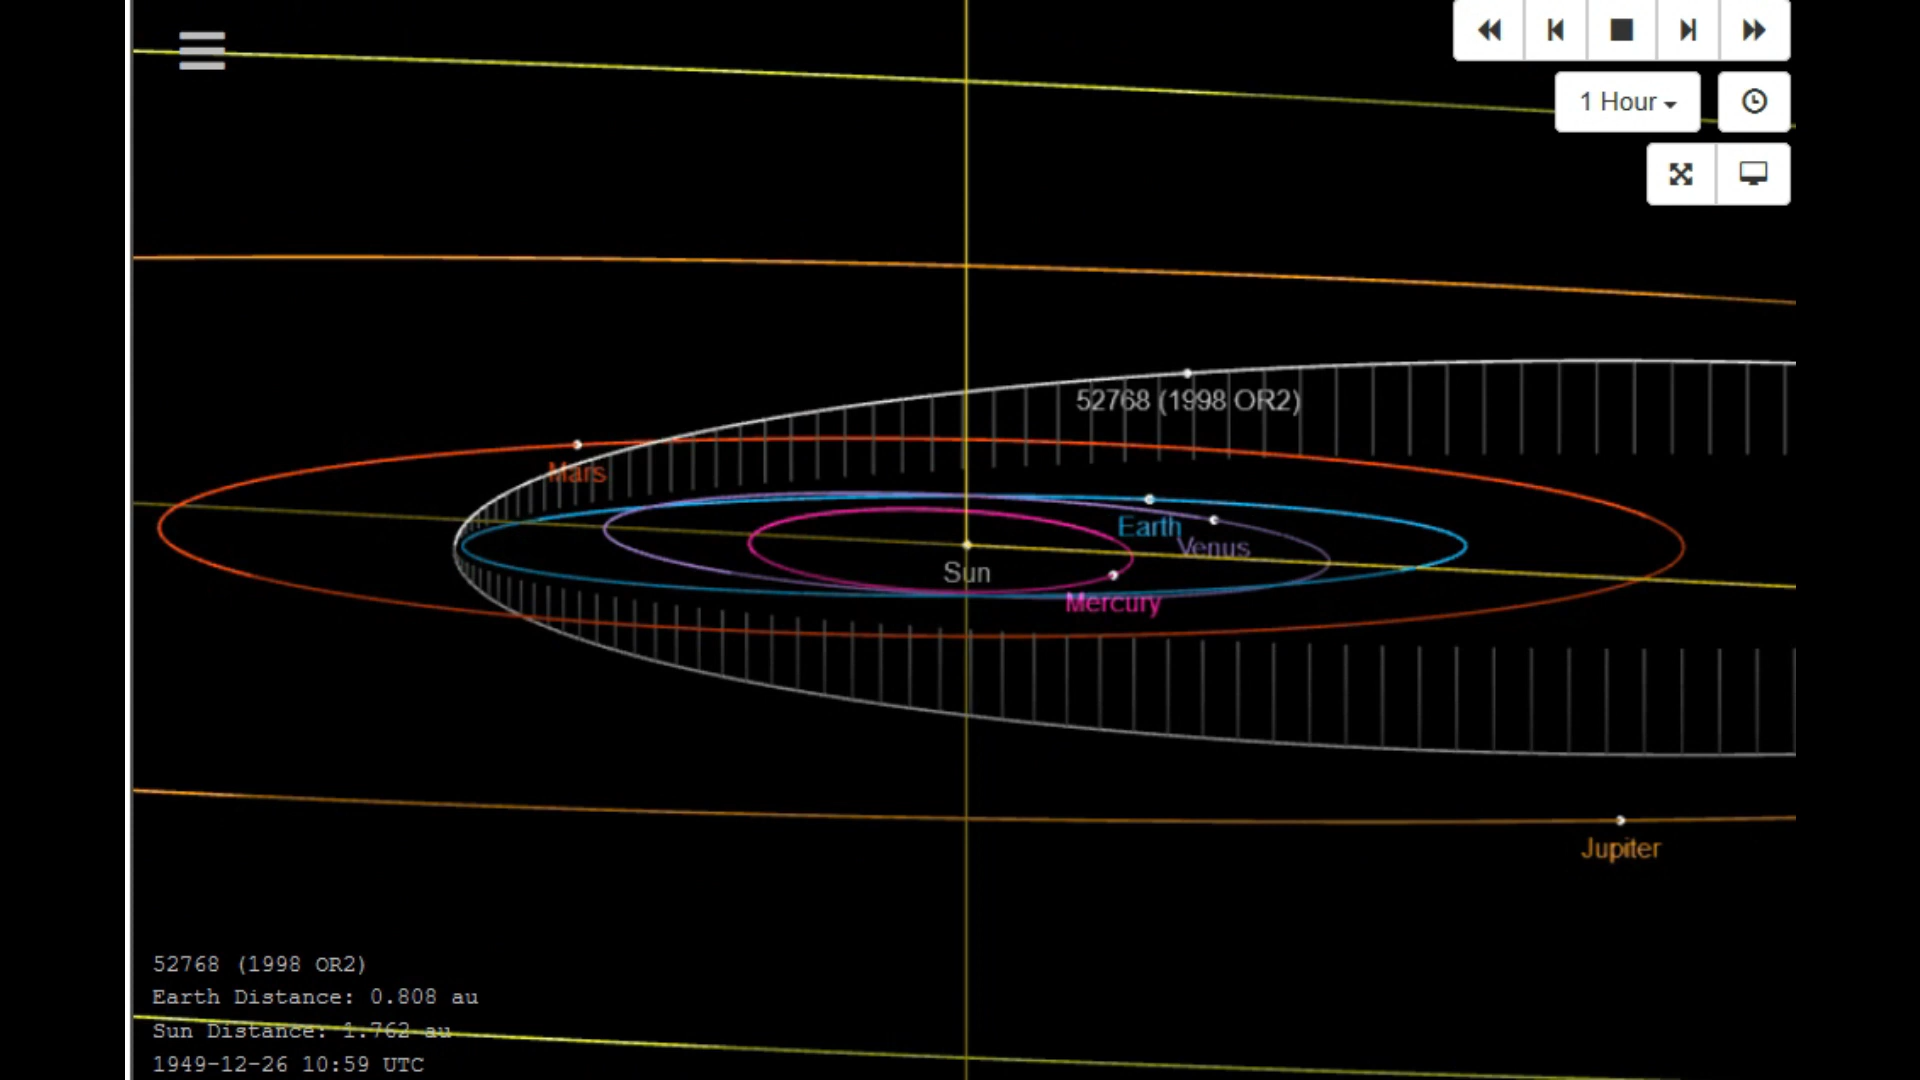 1 Hour
52768 (1998 OR2)
Mars
Earth
Venus
Sun
Mercury
Jupiter
52768 (1998 OR2)
Earth Distance: 0.808 au
Sun Distance: 1.762 au
1949-12-26 10:59 UTC